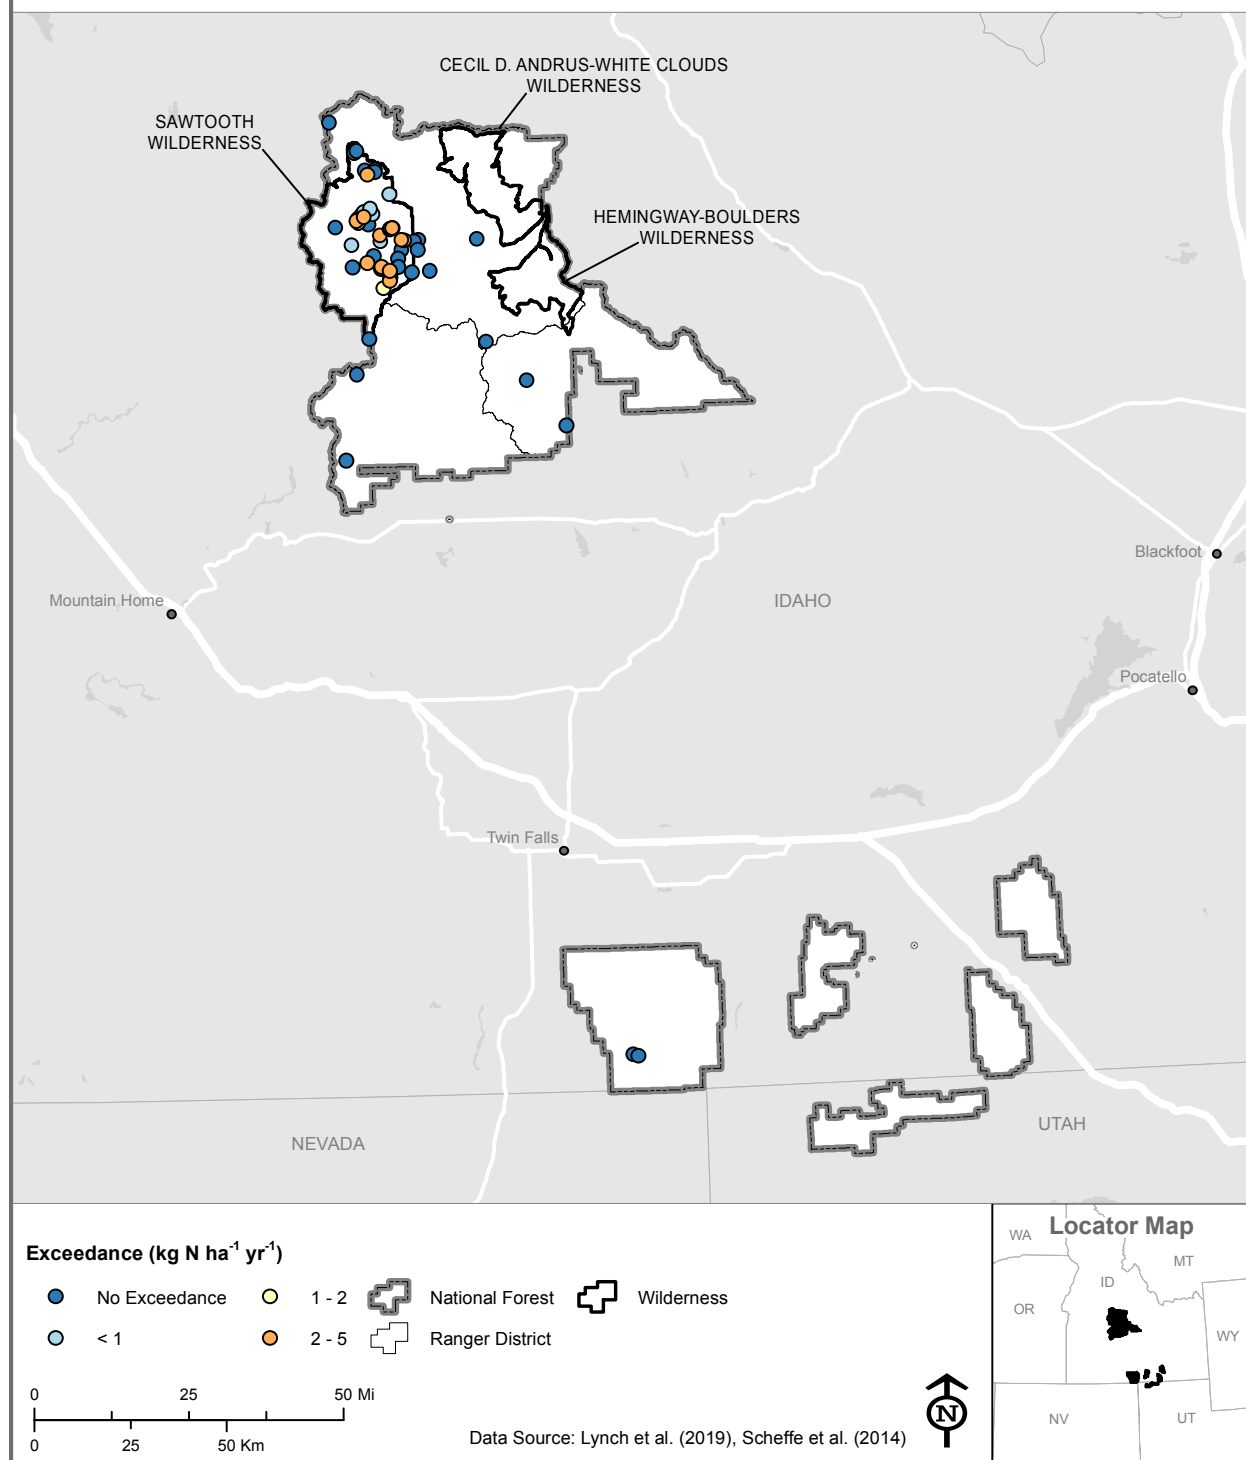 CECIL D. ANDRUS-WHITE CLOUDS
WILDERNESS
SAWTOOTH
WILDERNESS
HEMINGWAY-BOULDERS
WILDERNESS
Blackfoot
Mountain Home
IDAHO
Pocatello
Twin Falls
NEVADA
UTAH
Exceedance (kg N ha⁻¹ yr⁻¹)
No Exceedance
1 - 2
National Forest
Wilderness
< 1
2 - 5
Ranger District
0 25 50 Mi
0 25 50 Km
Data Source: Lynch et al. (2019), Scheffe et al. (2014)
N
Locator Map
WA
MT
ID
OR
WY
NV
UT